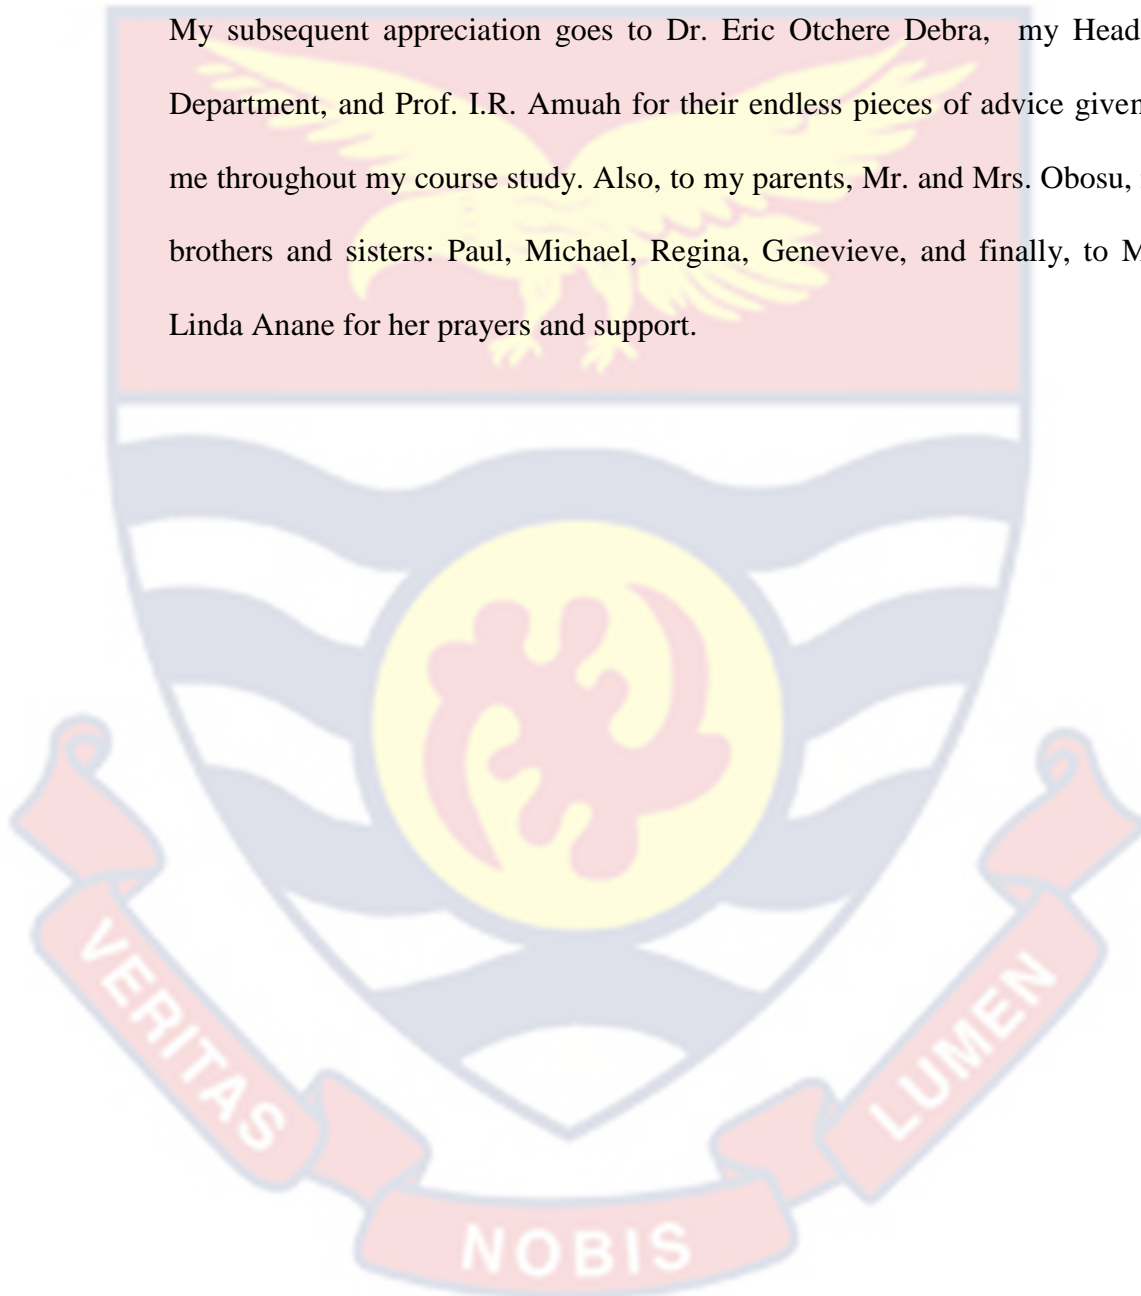 My subsequent appreciation goes to Dr. Eric Otchere Debra, my Head
Department, and Prof. I.R. Amuah for their endless pieces of advice given
me throughout my course study. Also, to my parents, Mr. and Mrs. Obosu,
brothers and sisters: Paul, Michael, Regina, Genevieve, and finally, to
Linda Anane for her prayers and support.
VERITAS
NOBIS
LUMEN